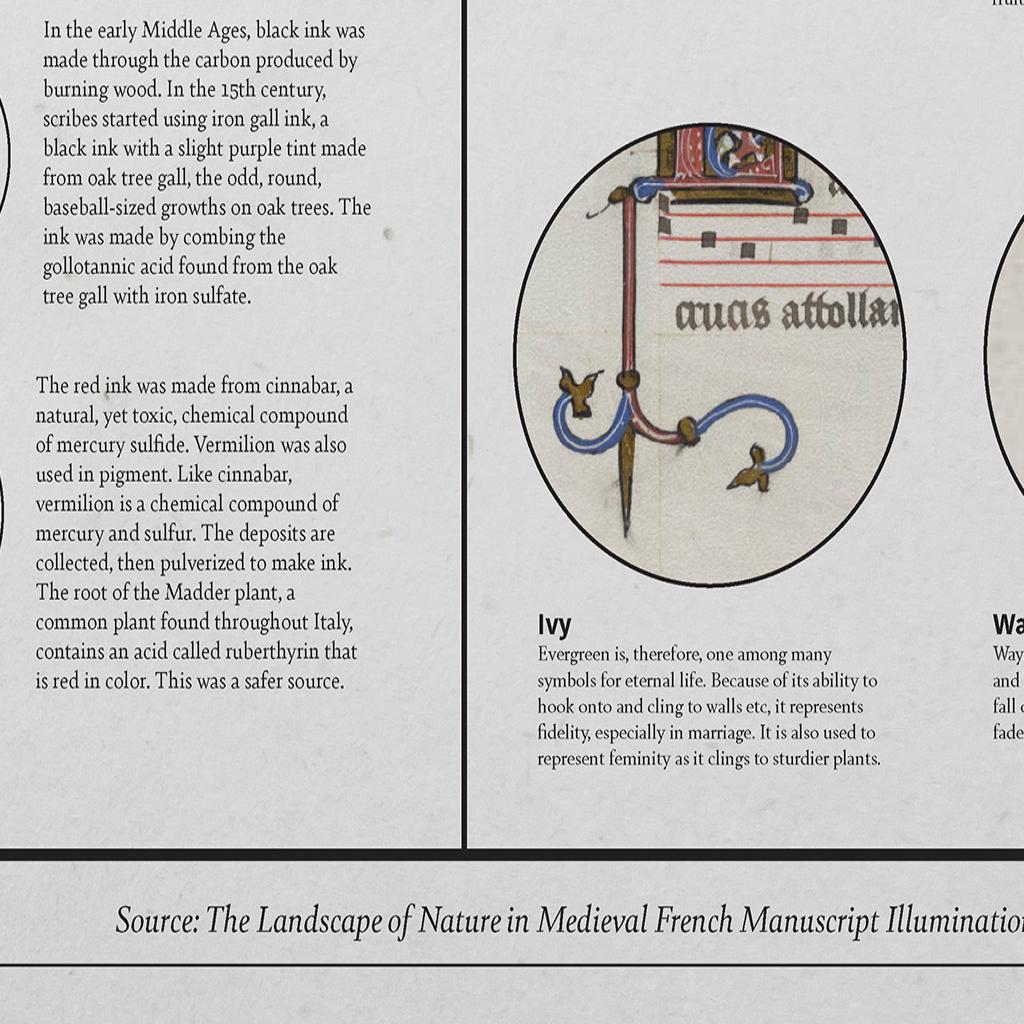 In the early Middle Ages, black ink was
made through the carbon produced by
burning wood. In the 15th century,
scribes started using iron gall ink, a
black ink with a slight purple tint made
from oak tree gall, the odd, round,
baseball-sized growths on oak trees. The
ink was made by combing the
gollotannic acid found from the oak
tree gall with iron sulfate.
The red ink was made from cinnabar, a
natural, yet toxic, chemical compound
of mercury sulfide. Vermilion was also
used in pigment. Like cinnabar,
vermilion is a chemical compound of
mercury and sulfur. The deposits are
collected, then pulverized to make ink.
The root of the Madder plant, a
common plant found throughout Italy,
contains an acid called ruberthyrin that
is red in color. This was a safer source.
crucis attollan
Ivy
Evergreen is, therefore, one among many
symbols for eternal life. Because of its ability to
hook onto and cling to walls etc, it represents
fidelity, especially in marriage. It is also used to
represent feminity as it clings to sturdier plants.
Wa
Way
and
fall
fade
Source: The Landscape of Nature in Medieval French Manuscript Illuminatio